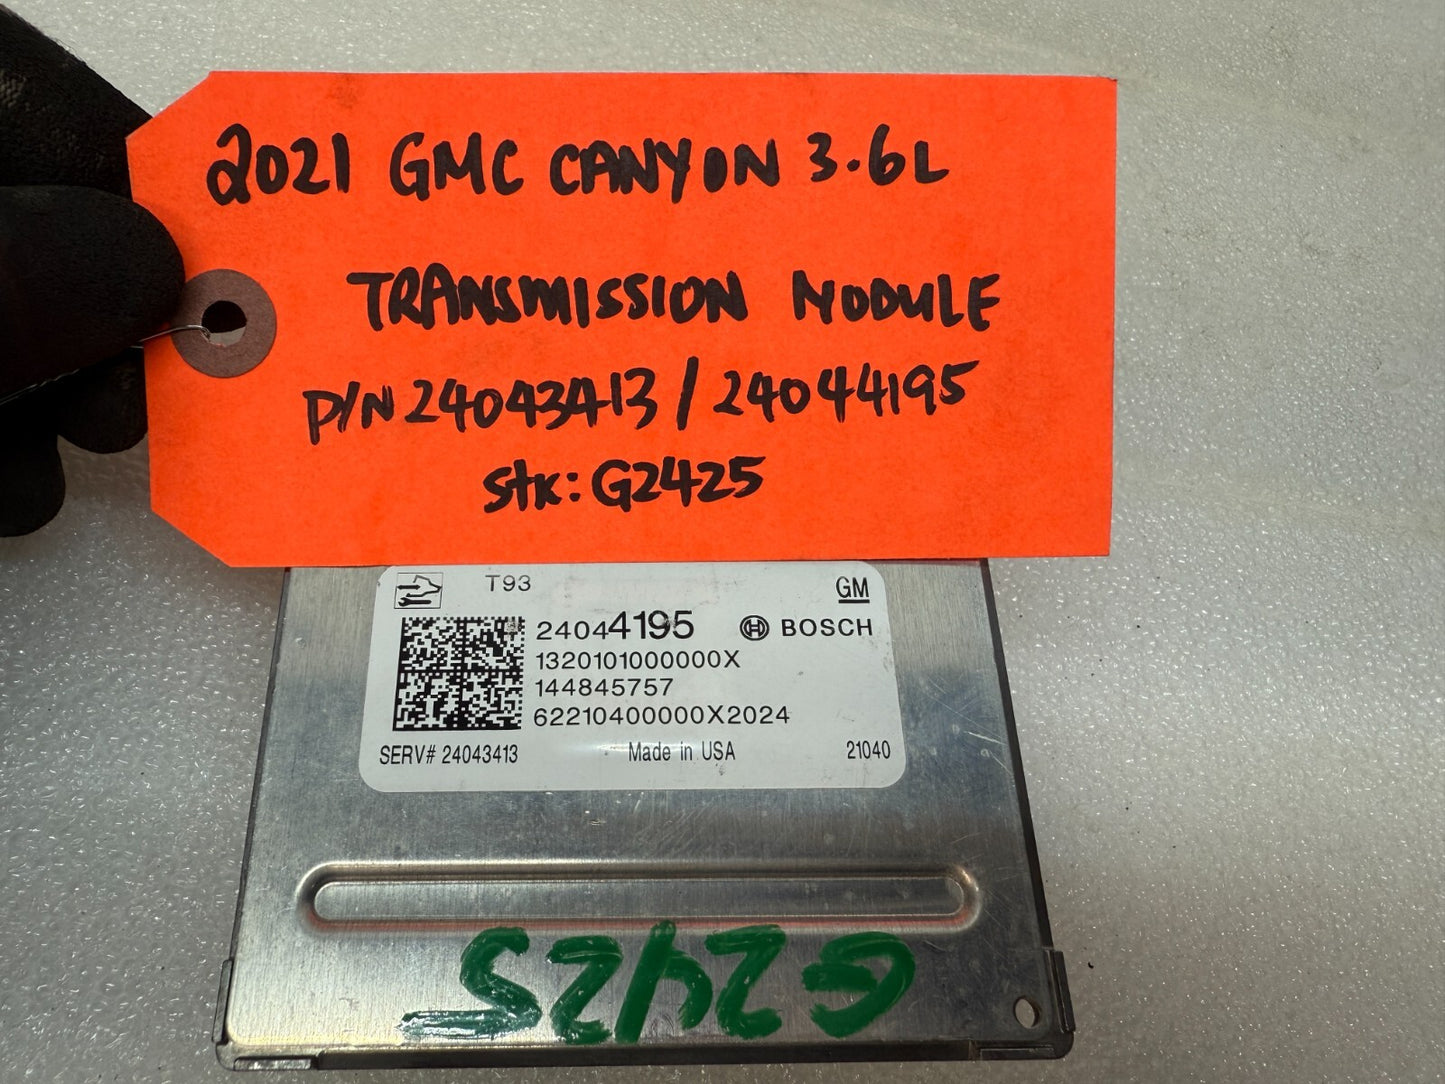 2021 GMC CANYON 3.6L
TRANSMISSION MODULE
P/N 24043413 / 24044195
stk: G2425
T93
GM
24044195
BOSCH
1320101000000X
144845757
62210400000X2024
SERV# 24043413
Made in USA
21040
G2425